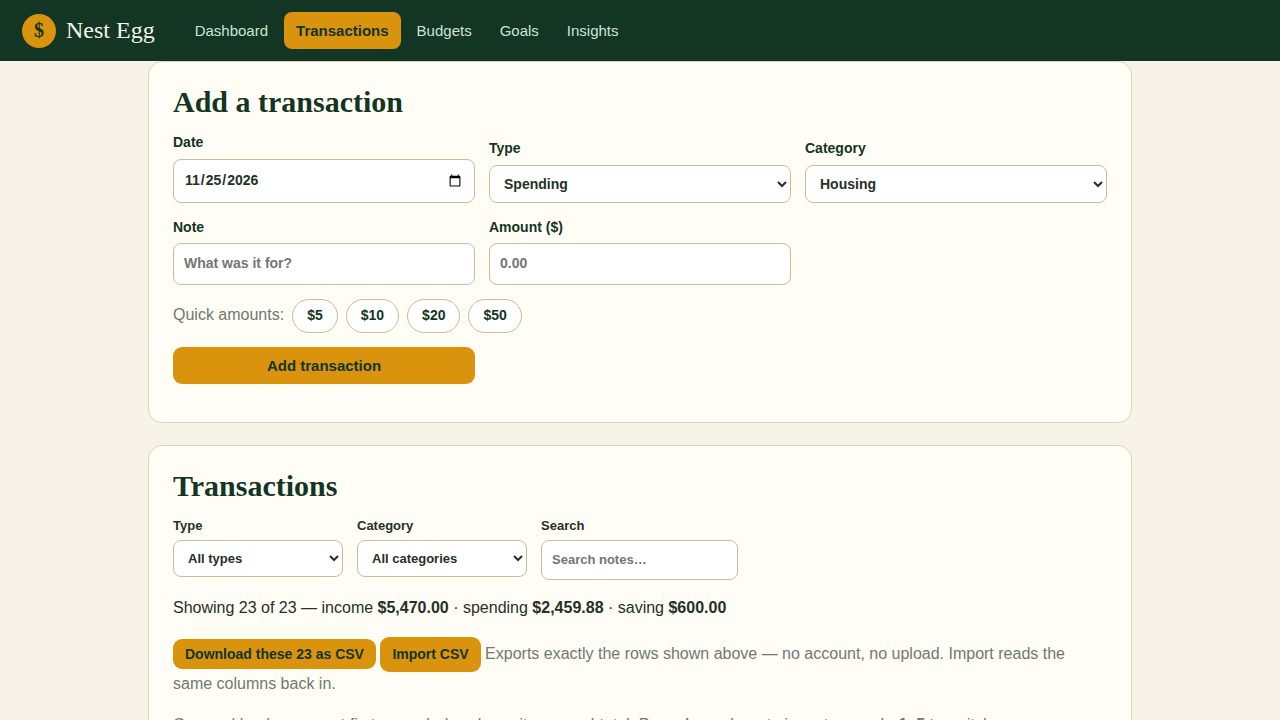 $ Nest Egg Dashboard Transactions Budgets Goals Insights
Add a transaction
Date Type Category
11/25/2026 Spending Housing
Note Amount ($)
What was it for? 0.00
Quick amounts: $5 $10 $20 $50
Add transaction
Transactions
Type Category Search
All types All categories Search notes…
Showing 23 of 23 — income $5,470.00 · spending $2,459.88 · saving $600.00
Download these 23 as CSV Import CSV Exports exactly the rows shown above — no account, no upload. Import reads the
same columns back in.